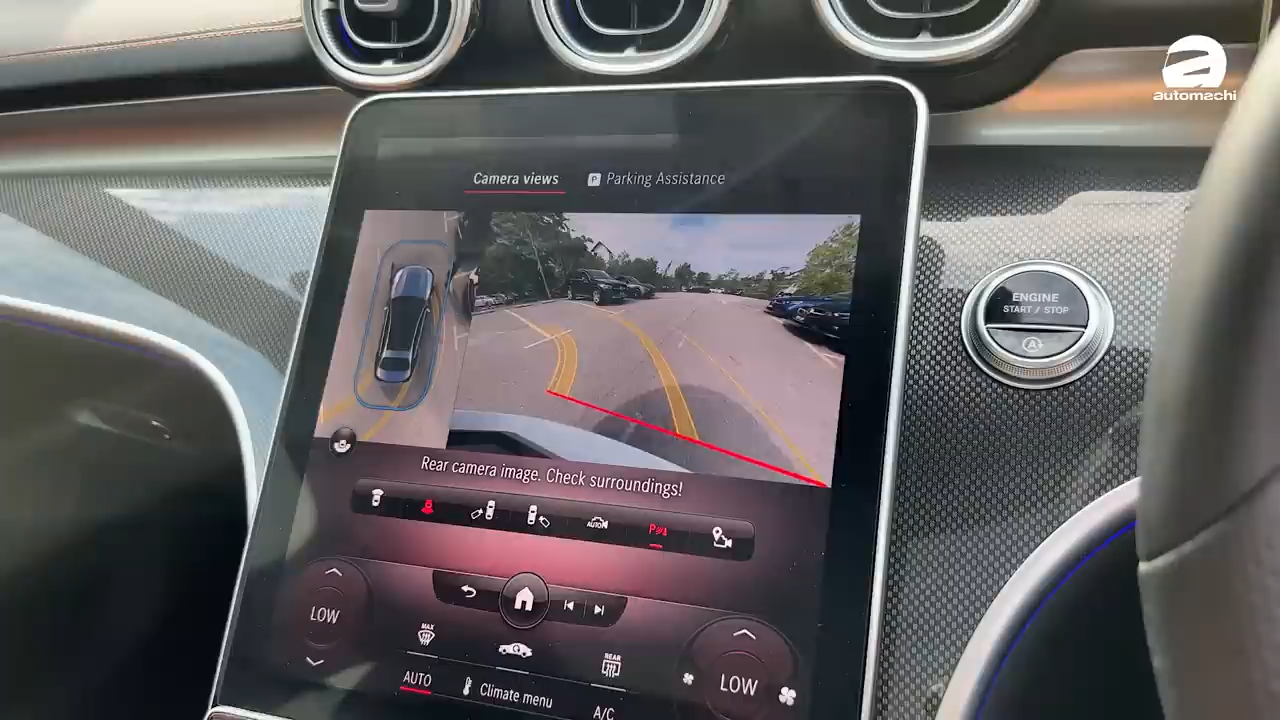 automachi
Camera views
P Parking Assistance
ENGINE
START / STOP
A
Rear camera image. Check surroundings!
AUTO
P
LOW
MAX
REAR
LOW
AUTO
Climate menu
A/C